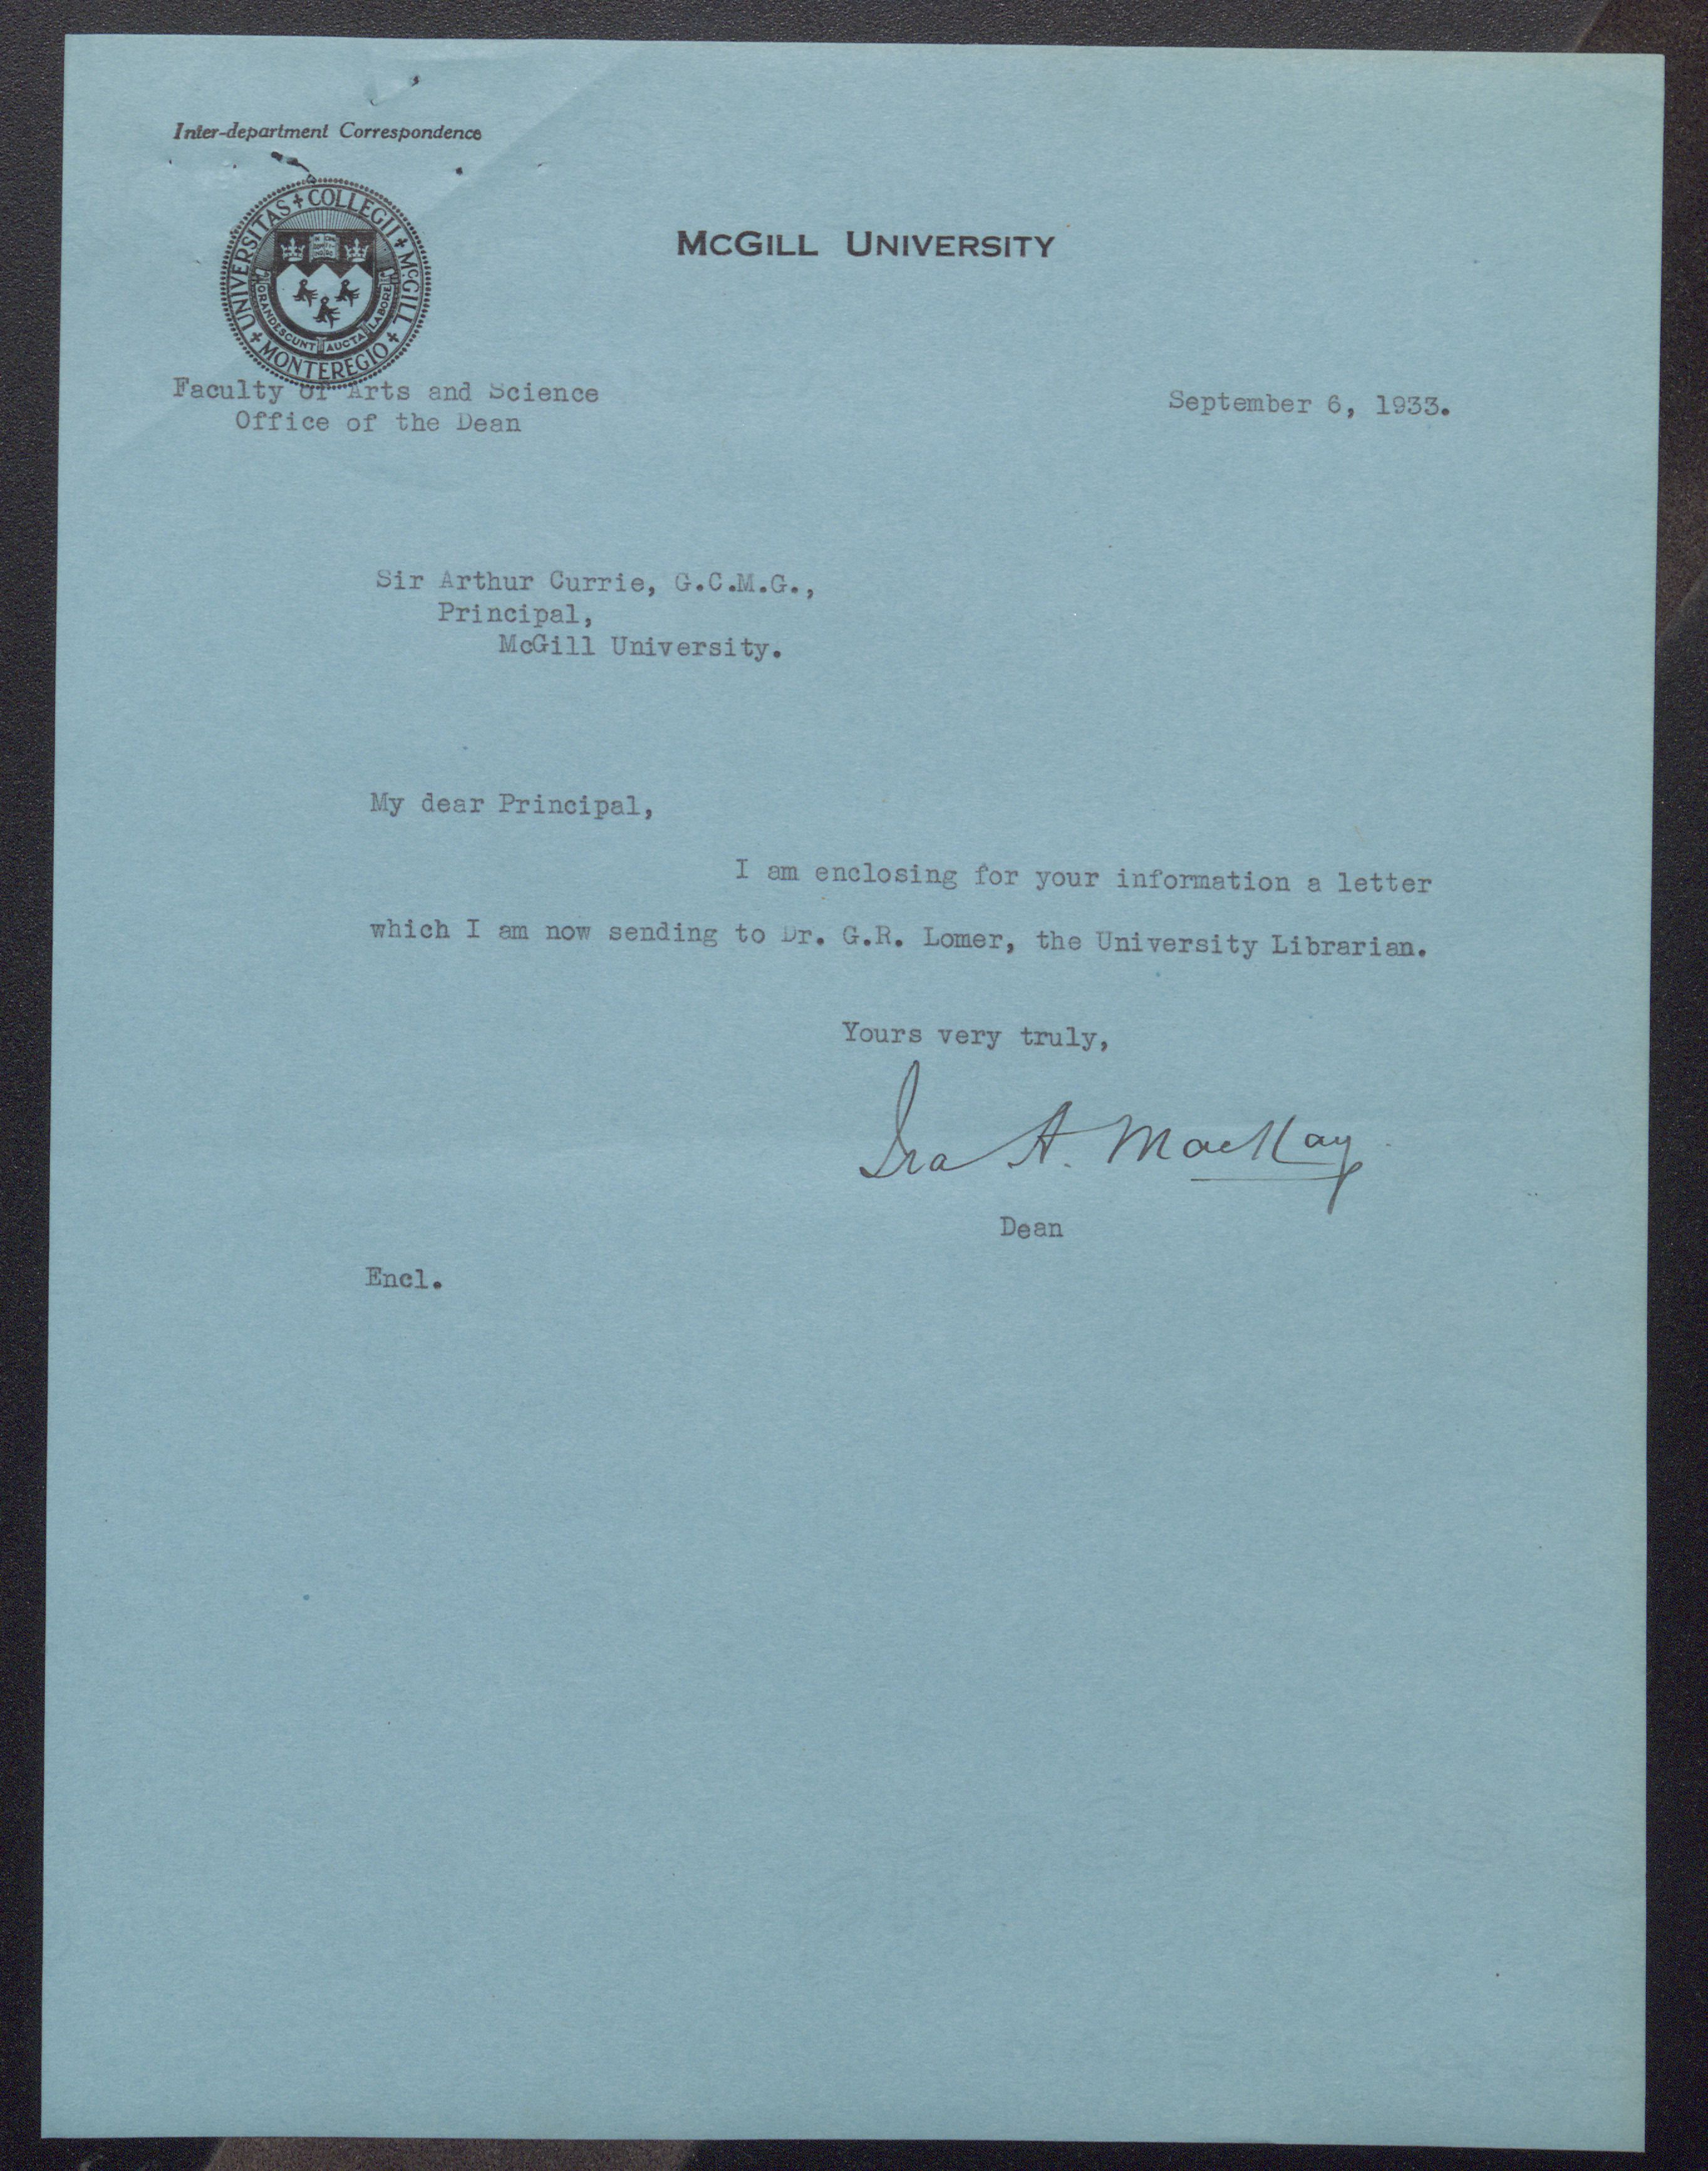 Inter-department Correspondence
UNIVERSITAS + COLLEGII + McGILL + MONTEREGIO +
IN DOMINO
GRANDESCUNT AUCTA LABORE
McGILL UNIVERSITY
Faculty of Arts and Science
Office of the Dean
September 6, 1933.
Sir Arthur Currie, G.C.M.G.,
Principal,
McGill University.
My dear Principal,
I am enclosing for your information a letter
which I am now sending to Dr. G.R. Lomer, the University Librarian.
Yours very truly,
Ira A. MacKay
Dean
Encl.